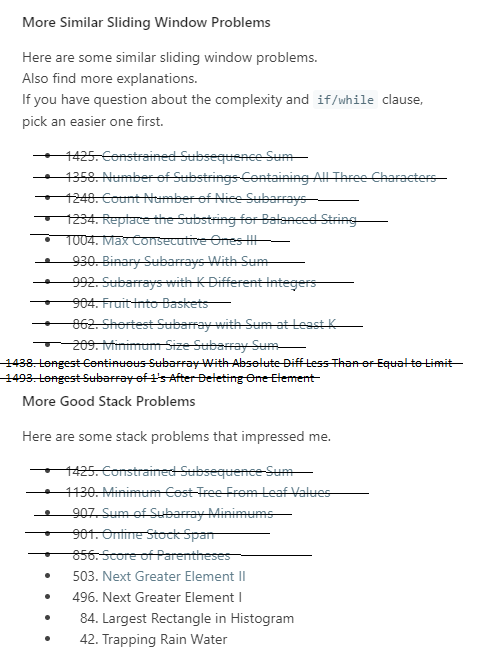 More Similar Sliding Window Problems
Here are some similar sliding window problems.
Also find more explanations.
If you have question about the complexity and if/while clause,
pick an easier one first.
• 1425. Constrained Subsequence Sum
• 1358. Number of Substrings Containing All Three Characters
• 1248. Count Number of Nice Subarrays
• 1234. Replace the Substring for Balanced String
• 1004. Max Consecutive Ones III
• 930. Binary Subarrays With Sum
• 992. Subarrays with K Different Integers
• 904. Fruit Into Baskets
• 862. Shortest Subarray with Sum at Least K
• 209. Minimum Size Subarray Sum
1438. Longest Continuous Subarray With Absolute Diff Less Than or Equal to Limit
1493. Longest Subarray of 1's After Deleting One Element
More Good Stack Problems
Here are some stack problems that impressed me.
• 1425. Constrained Subsequence Sum
• 1130. Minimum Cost Tree From Leaf Values
• 907. Sum of Subarray Minimums
• 901. Online Stock Span
• 856. Score of Parentheses
• 503. Next Greater Element II
• 496. Next Greater Element I
• 84. Largest Rectangle in Histogram
• 42. Trapping Rain Water